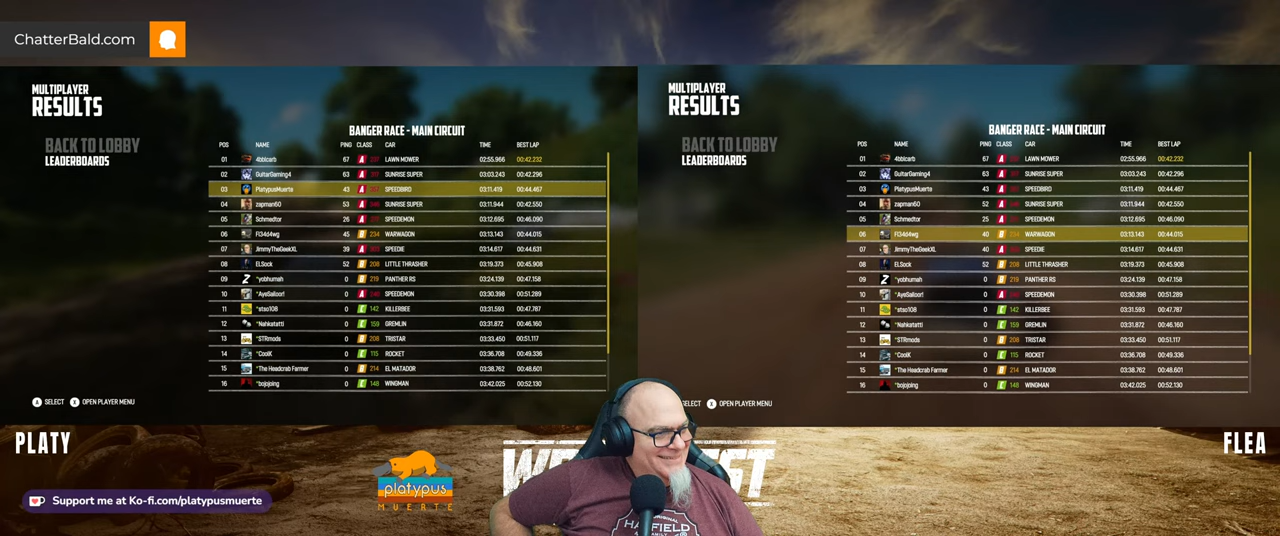 ChatterBald.com
MULTIPLAYER
RESULTS
BACK TO LOBBY
LEADERBOARDS
BANGER RACE - MAIN CIRCUIT
POS NAME PING CLASS CAR TIME BEST LAP
01 4bblcarb 67 A LAWN MOWER 02:55.966 00:42.232
02 GuitarGaming4 63 A SUNRISE SUPER 03:03.243 00:42.296
03 PlatypusMuerte 43 A SPEEDBIRD 03:11.419 00:44.467
04 zapman60 53 A SUNRISE SUPER 03:11.944 00:42.550
05 Schmedtor 26 A SPEEDEMON 03:12.695 00:46.090
06 Fl34d4wg 45 B 234 WARWAGON 03:13.143 00:44.015
07 JimmyTheGeekXL 39 A SPEEDIE 03:14.617 00:44.631
08 ELSock 52 B 208 LITTLE THRASHER 03:19.373 00:45.908
09 *yobhumah 0 B 219 PANTHER RS 03:24.139 00:47.158
10 *AyeSailoor! 0 A SPEEDEMON 03:30.398 00:51.289
11 *stso108 0 C 142 KILLERBEE 03:31.593 00:47.787
12 *Nahkatatti 0 C 159 GREMLIN 03:31.872 00:46.160
13 *STRmods 0 B 208 TRISTAR 03:33.450 00:51.117
14 *CoolK 0 C 115 ROCKET 03:36.708 00:49.336
15 *The Headcrab Farmer 0 B 214 EL MATADOR 03:38.762 00:48.601
16 *bojojoing 0 C 148 WINGMAN 03:42.025 00:52.130
A SELECT X OPEN PLAYER MENU
MULTIPLAYER
RESULTS
BACK TO LOBBY
LEADERBOARDS
BANGER RACE - MAIN CIRCUIT
POS NAME PING CLASS CAR TIME BEST LAP
01 4bblcarb 67 A LAWN MOWER 02:55.966 00:42.232
02 GuitarGaming4 63 A SUNRISE SUPER 03:03.243 00:42.296
03 PlatypusMuerte 43 A SPEEDBIRD 03:11.419 00:44.467
04 zapman60 52 A SUNRISE SUPER 03:11.944 00:42.550
05 Schmedtor 25 A SPEEDEMON 03:12.695 00:46.090
06 Fl34d4wg 40 B 234 WARWAGON 03:13.143 00:44.015
07 JimmyTheGeekXL 40 A SPEEDIE 03:14.617 00:44.631
08 ELSock 52 B 208 LITTLE THRASHER 03:19.373 00:45.908
09 *yobhumah 0 B 219 PANTHER RS 03:24.139 00:47.158
10 *AyeSailoor! 0 A SPEEDEMON 03:30.398 00:51.289
11 *stso108 0 C 142 KILLERBEE 03:31.593 00:47.787
12 *Nahkatatti 0 C 159 GREMLIN 03:31.872 00:46.160
13 *STRmods 0 B 208 TRISTAR 03:33.450 00:51.117
14 *CoolK 0 C 115 ROCKET 03:36.708 00:49.336
15 *The Headcrab Farmer 0 B 214 EL MATADOR 03:38.762 00:48.601
16 *bojojoing 0 C 148 WINGMAN 03:42.025 00:52.130
SELECT X OPEN PLAYER MENU
PLATY
FLEA
platypus
MUERTE
Support me at Ko-fi.com/platypusmuerte
ORIGINAL
HATFIELD
FAMILY